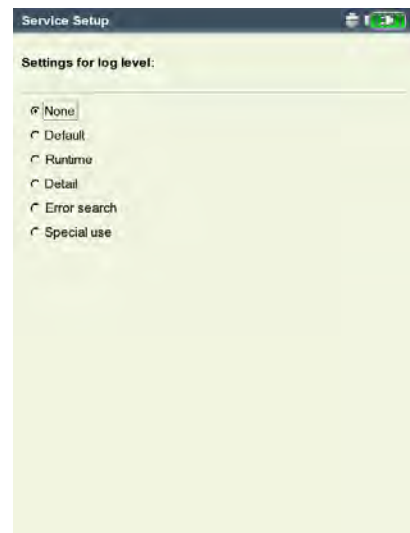 Service Setup
Settings for log level:
None
Default
Runtime
Detail
Error search
Special use